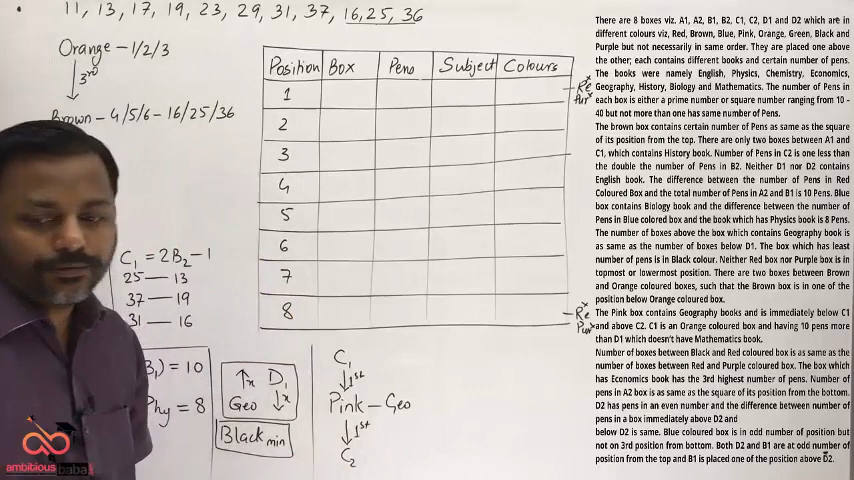 11, 13, 17, 19, 23, 29, 31, 37, 16, 25, 36
Orange - 1/2/3
3rd
Brown - 4/5/6 - 16/25/36
C1 = 2B2 - 1
25 — 13
37 — 19
31 — 16
B1) = 10
Phy = 8
↑x D1
Geo ↓x
Black min
C1
↓1st
Pink - Geo
↓1st
C2
Position Box Pens Subject Colours
1
2
3
4
5
6
7
8
Re x
Pur x
Re x
Pur x
There are 8 boxes viz. A1, A2, B1, B2, C1, C2, D1 and D2 which are in
different colours viz, Red, Brown, Blue, Pink, Orange, Green, Black and
Purple but not necessarily in same order. They are placed one above
the other; each contains different books and certain number of pens.
The books were namely English, Physics, Chemistry, Economics,
Geography, History, Biology and Mathematics. The number of Pens in
each box is either a prime number or square number ranging from 10 –
40 but not more than one has same number of Pens.
The brown box contains certain number of Pens as same as the square
of its position from the top. There are only two boxes between A1 and
C1, which contains History book. Number of Pens in C2 is one less than
the double the number of Pens in B2. Neither D1 nor D2 contains
English book. The difference between the number of Pens in Red
Coloured Box and the total number of Pens in A2 and B1 is 10 Pens. Blue
box contains Biology book and the difference between the number of
Pens in Blue colored box and the book which has Physics book is 8 Pens.
The number of boxes above the box which contains Geography book is
as same as the number of boxes below D1. The box which has least
number of pens is in Black colour. Neither Red box nor Purple box is in
topmost or lowermost position. There are two boxes between Brown
and Orange coloured boxes, such that the Brown box is in one of the
position below Orange coloured box.
The Pink box contains Geography books and is immediately below C1
and above C2. C1 is an Orange coloured box and having 10 pens more
than D1 which doesn't have Mathematics book.
Number of boxes between Black and Red coloured box is as same as the
number of boxes between Red and Purple coloured box. The box which
has Economics book has the 3rd highest number of pens. Number of
pens in A2 box is as same as the square of its position from the bottom.
D2 has pens in an even number and the difference between number of
pens in a box immediately above D2 and
below D2 is same. Blue coloured box is in odd number of position but
not on 3rd position from bottom. Both D2 and B1 are at odd number of
position from the top and B1 is placed one of the position above D2.
ambitious
baba